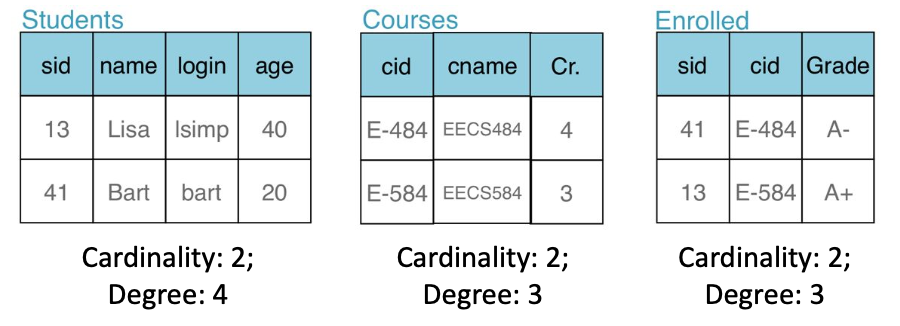 Students
sid name login age
13 Lisa lsimp 40
41 Bart bart 20
Cardinality: 2;
Degree: 4
Courses
cid cname Cr.
E-484 EECS484 4
E-584 EECS584 3
Cardinality: 2;
Degree: 3
Enrolled
sid cid Grade
41 E-484 A-
13 E-584 A+
Cardinality: 2;
Degree: 3